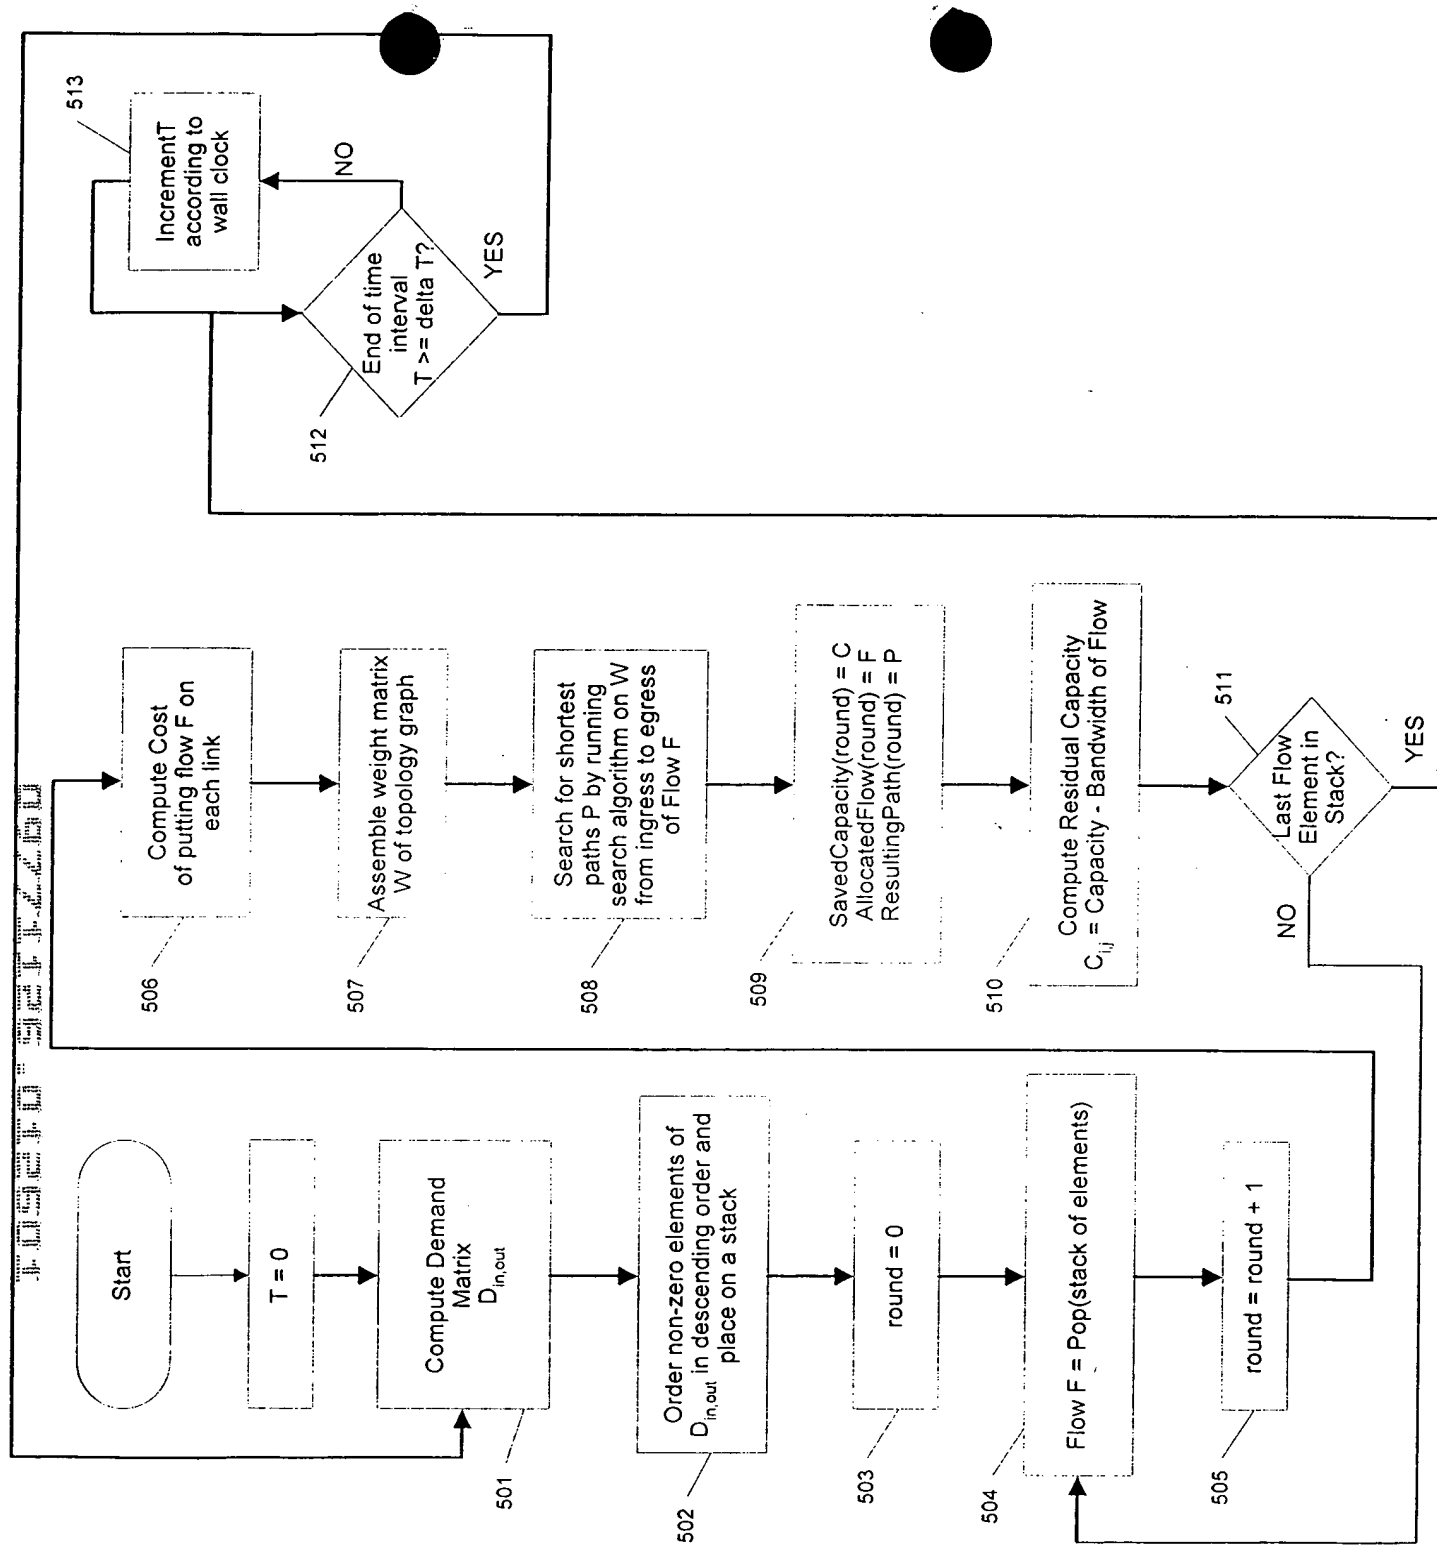 Start
T = 0
Compute Demand
Matrix
D_in,out
501
Order non-zero elements of
D_in,out in descending order and
place on a stack
502
round = 0
503
Flow F = Pop(stack of elements)
504
round = round + 1
505
Compute Cost
of putting flow F on
each link
506
Assemble weight matrix
W of topology graph
507
Search for shortest
paths P by running
search algorithm on W
from ingress to egress
of Flow F
508
SavedCapacity(round) = C
AllocatedFlow(round) = F
ResultingPath(round) = P
509
Compute Residual Capacity
C_i,j = Capacity - Bandwidth of Flow
510
Last Flow
Element in
Stack?
511
NO
YES
End of time
interval
T >= delta T?
512
NO
YES
IncrementT
according to
wall clock
513